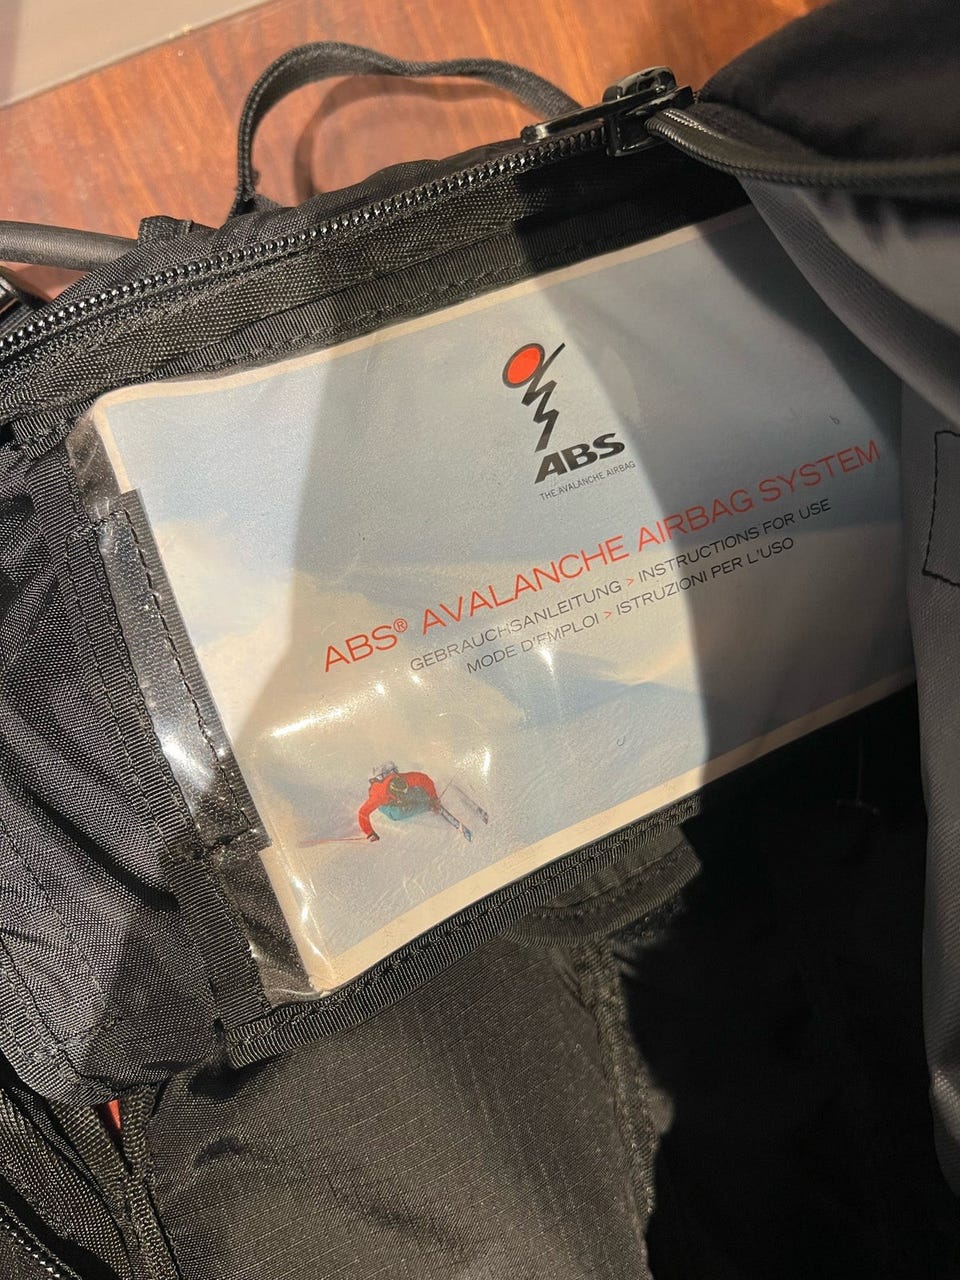 ABS
THE AVALANCHE AIRBAG
ABS® AVALANCHE AIRBAG SYSTEM
GEBRAUCHSANLEITUNG > INSTRUCTIONS FOR USE
MODE D'EMPLOI > ISTRUZIONI PER L'USO